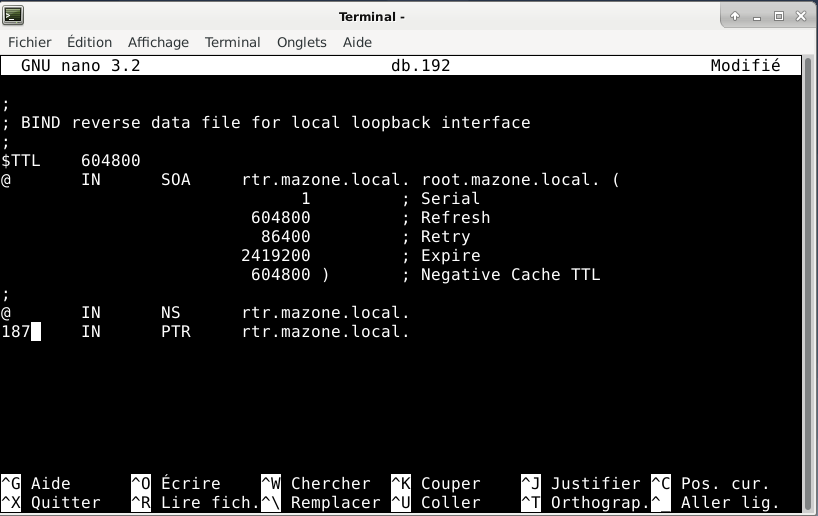 Terminal -
Fichier Édition Affichage Terminal Onglets Aide
GNU nano 3.2 db.192 Modifié
;
; BIND reverse data file for local loopback interface
;
$TTL 604800
@ IN SOA rtr.mazone.local. root.mazone.local. (
1 ; Serial
604800 ; Refresh
86400 ; Retry
2419200 ; Expire
604800 ) ; Negative Cache TTL
;
@ IN NS rtr.mazone.local.
187 IN PTR rtr.mazone.local.
^G Aide ^O Écrire ^W Chercher ^K Couper ^J Justifier ^C Pos. cur.
^X Quitter ^R Lire fich. ^\ Remplacer ^U Coller ^T Orthograp. ^_ Aller lig.